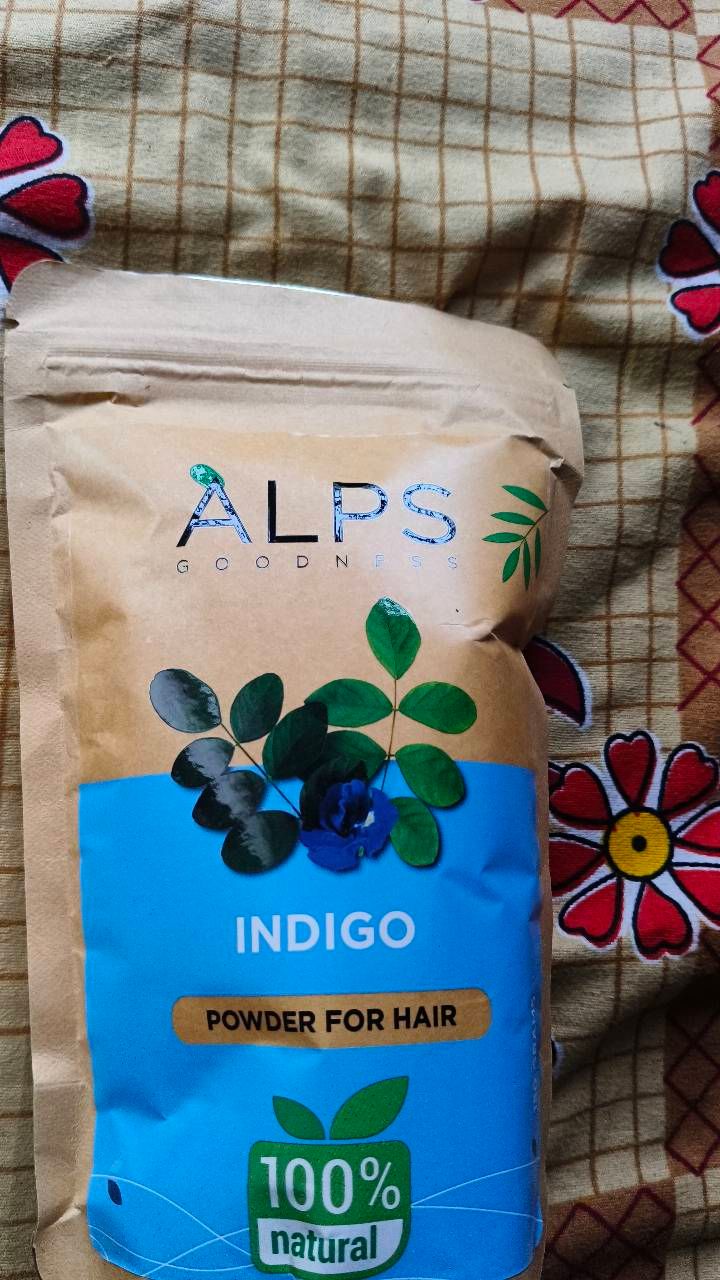 ALPS
GOODNESS
INDIGO
POWDER FOR HAIR
100%
natural